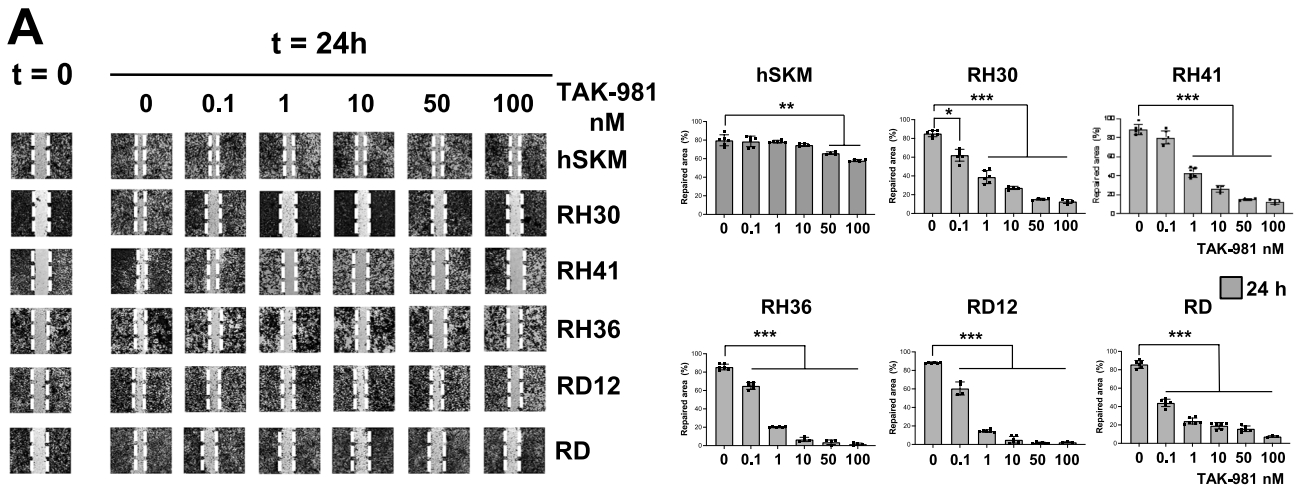 A
t = 24h
t = 0
0 0.1 1 10 50 100
TAK-981
nM
hSKM
RH30
RH41
RH36
RD12
RD
hSKM
**
Repaired area (%)
100
80
60
40
20
0
0 0.1 1 10 50 100
RH30
***
*
Repaired area (%)
100
80
60
40
20
0
0 0.1 1 10 50 100
RH41
***
Repaired area (%)
100
80
60
40
20
0
0 0.1 1 10 50 100
TAK-981 nM
24 h
RH36
***
Repaired area (%)
100
80
60
40
20
0
0 0.1 1 10 50 100
RD12
***
Repaired area (%)
100
80
60
40
20
0
0 0.1 1 10 50 100
RD
***
Repaired area (%)
100
80
60
40
20
0
0 0.1 1 10 50 100
TAK-981 nM